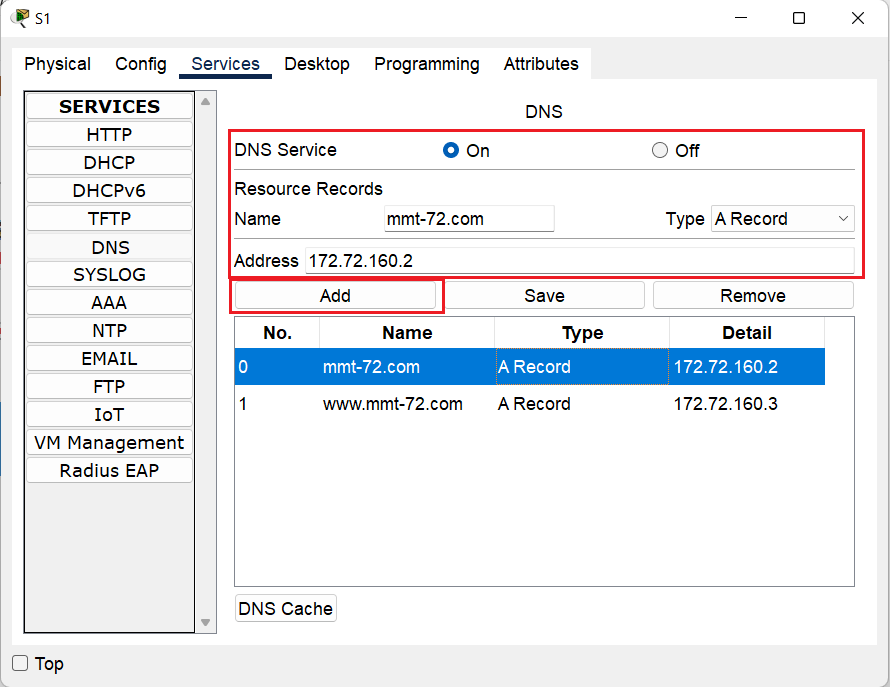 S1
Physical Config Services Desktop Programming Attributes
SERVICES
HTTP
DHCP
DHCPv6
TFTP
DNS
SYSLOG
AAA
NTP
EMAIL
FTP
IoT
VM Management
Radius EAP
DNS
DNS Service On Off
Resource Records
Name mmt-72.com Type A Record
Address 172.72.160.2
Add Save Remove
No. Name Type Detail
0 mmt-72.com A Record 172.72.160.2
1 www.mmt-72.com A Record 172.72.160.3
DNS Cache
Top